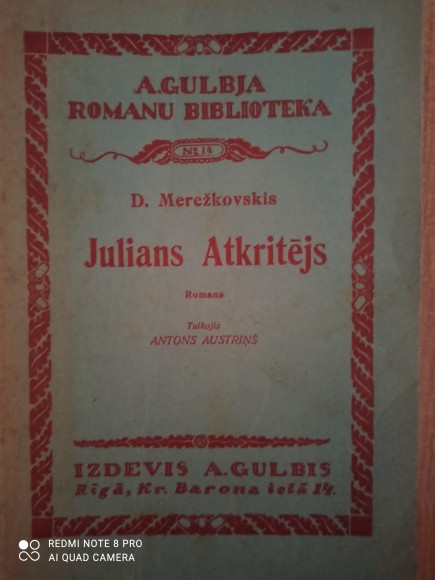 A.GULBJA
ROMANU BIBLIOTEKA
Nr. 14
D. Merežkovskis
Julians Atkritējs
Romans
Tulkojis
ANTONS AUSTRIŅŠ
IZDEVIS A.GULBIS
Rīgā, Kr. Barona ielā 14.
REDMI NOTE 8 PRO
AI QUAD CAMERA